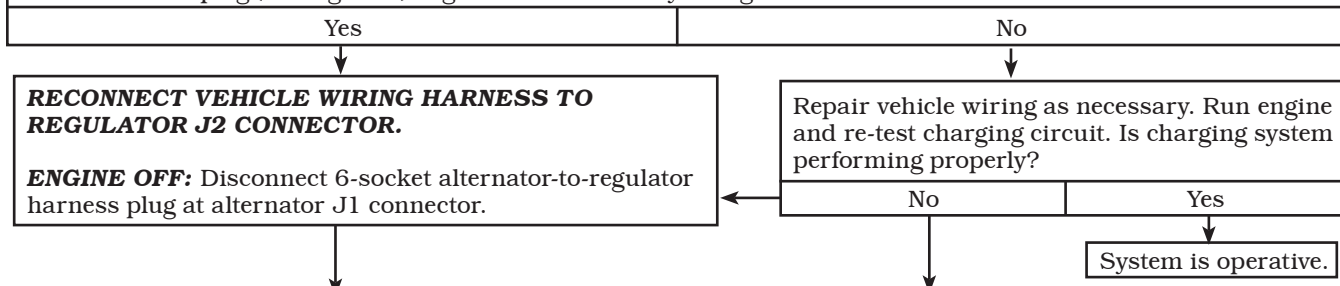 Yes
No
RECONNECT VEHICLE WIRING HARNESS TO
REGULATOR J2 CONNECTOR.
ENGINE OFF: Disconnect 6-socket alternator-to-regulator
harness plug at alternator J1 connector.
Repair vehicle wiring as necessary. Run engine
and re-test charging circuit. Is charging system
performing properly?
No
Yes
System is operative.